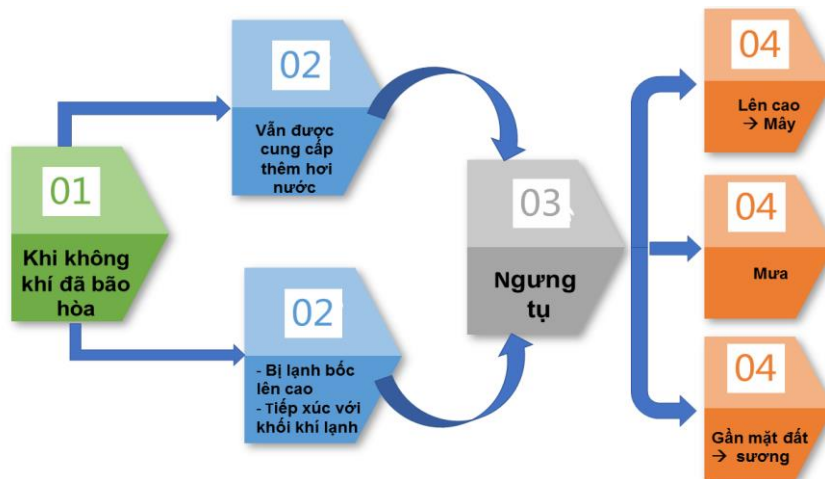 01
Khi không
khí đã bão
hòa
02
Vẫn được
cung cấp
thêm hơi
nước
02
- Bị lạnh bốc
lên cao
- Tiếp xúc với
khối khí lạnh
03
Ngưng
tụ
04
Lên cao
→ Mây
04
Mưa
04
Gần mặt đất
→ sương